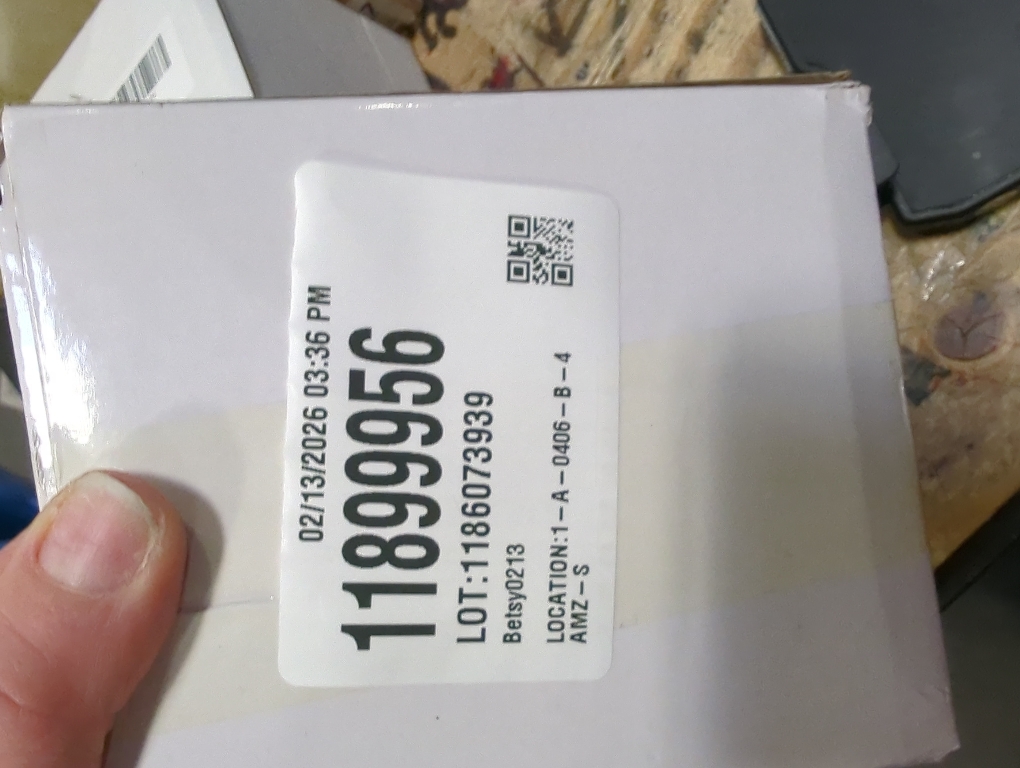 02/13/2026 03:36 PM
11899956
LOT:1186073939
Betsy0213
LOCATION:1-A-0406-B-4
AMZ-S